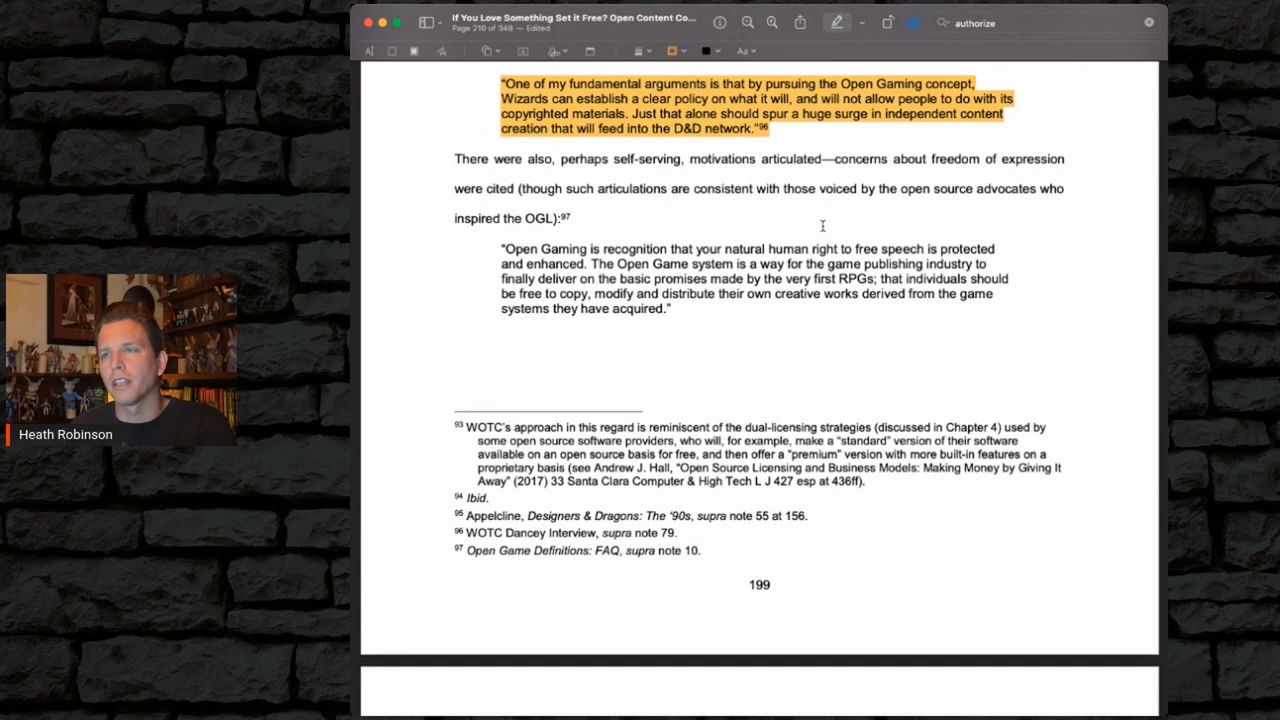 If You Love Something Set it Free? Open Content Co...
Page 210 of 348 — Edited
authorize
Aa
“One of my fundamental arguments is that by pursuing the Open Gaming concept,
Wizards can establish a clear policy on what it will, and will not allow people to do with its
copyrighted materials. Just that alone should spur a huge surge in independent content
creation that will feed into the D&D network.”96
There were also, perhaps self-serving, motivations articulated—concerns about freedom of expression
were cited (though such articulations are consistent with those voiced by the open source advocates who
inspired the OGL):97
“Open Gaming is recognition that your natural human right to free speech is protected
and enhanced. The Open Game system is a way for the game publishing industry to
finally deliver on the basic promises made by the very first RPGs; that individuals should
be free to copy, modify and distribute their own creative works derived from the game
systems they have acquired.”
93 WOTC’s approach in this regard is reminiscent of the dual-licensing strategies (discussed in Chapter 4) used by
some open source software providers, who will, for example, make a “standard” version of their software
available on an open source basis for free, and then offer a “premium” version with more built-in features on a
proprietary basis (see Andrew J. Hall, “Open Source Licensing and Business Models: Making Money by Giving It
Away” (2017) 33 Santa Clara Computer & High Tech L J 427 esp at 436ff).
94 Ibid.
95 Appelcline, Designers & Dragons: The ’90s, supra note 55 at 156.
96 WOTC Dancey Interview, supra note 79.
97 Open Game Definitions: FAQ, supra note 10.
199
Heath Robinson